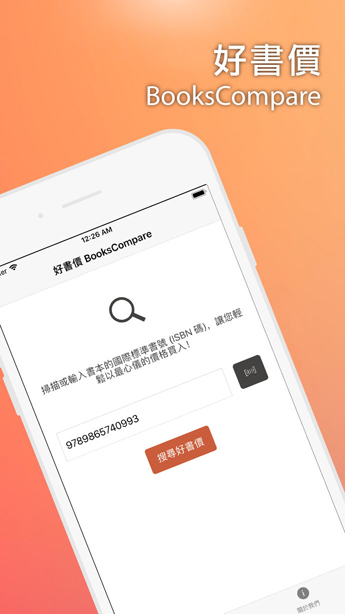 好書價
BooksCompare
12:26 AM
好書價 BooksCompare
掃描或輸入書本的國際標準書號 (ISBN 碼)，讓您輕
鬆以最心儀的價格買入！
9789865740993
搜尋好書價
關於我們